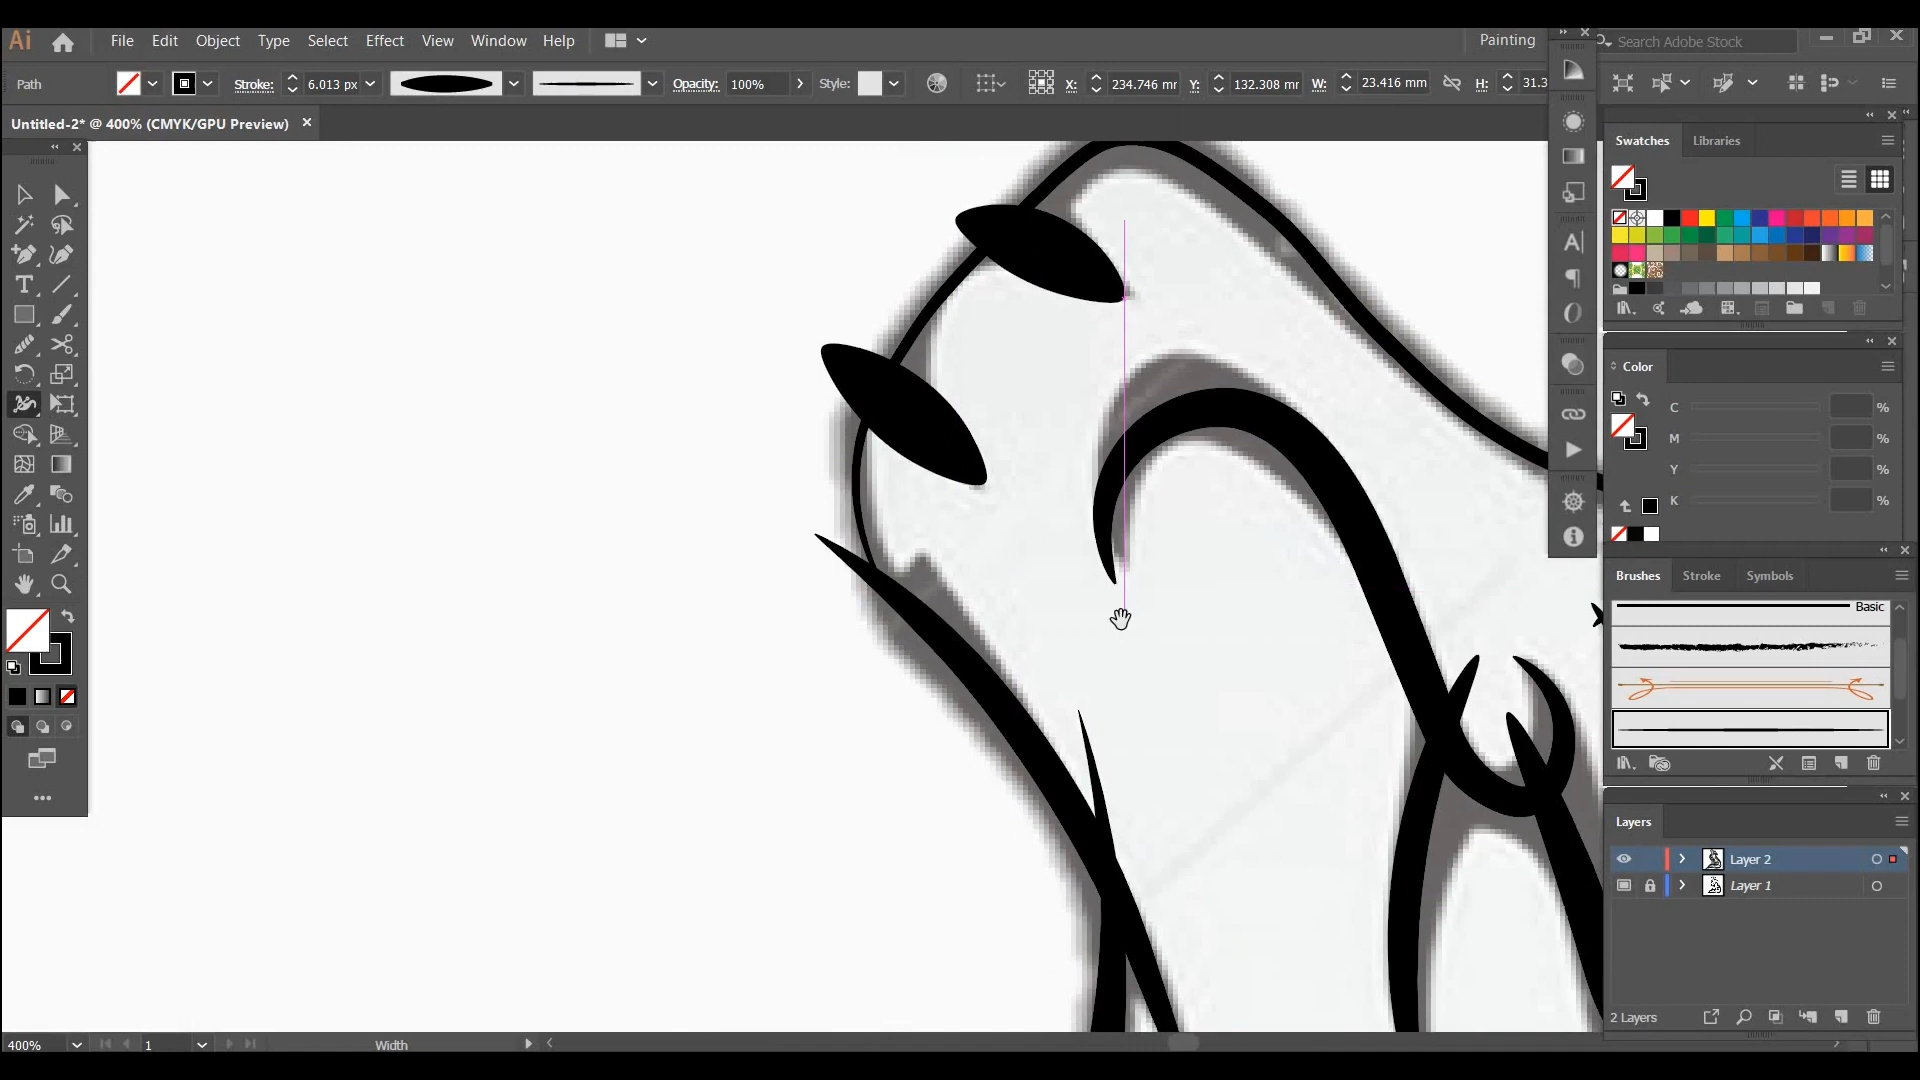 Ai File Edit Object Type Select Effect View Window Help Painting Search Adobe Stock
Path Stroke: 6.013 px Opacity: 100% Style: X: 234.746 mr Y: 132.308 mr W: 23.416 mm H: 31.3
Untitled-2* @ 400% (CMYK/GPU Preview)
Swatches Libraries
Color
C %
M %
Y %
K %
Brushes Stroke Symbols
Basic
Layers
Layer 2
Layer 1
2 Layers
400% 1 Width